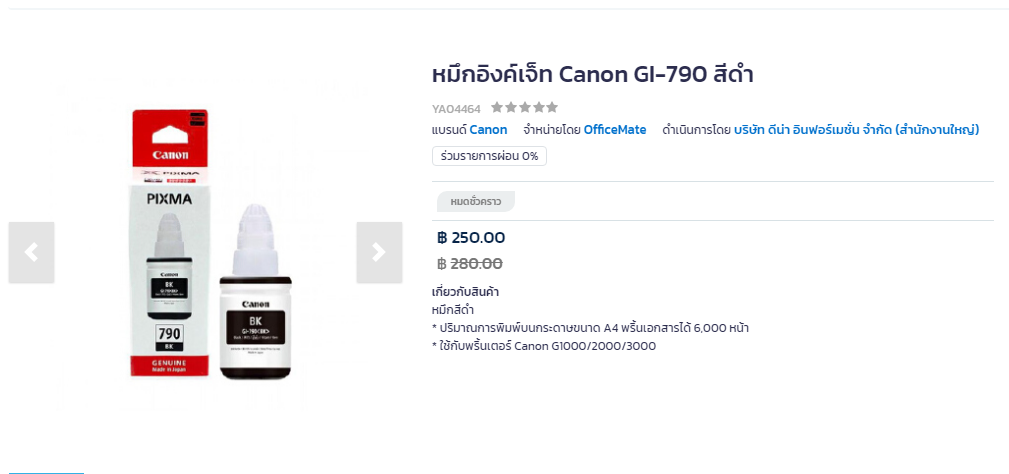 หมึกอิงค์เจ็ท Canon GI-790 สีดำ
YA04464
แบรนด์ Canon จำหน่ายโดย OfficeMate ดำเนินการโดย บริษัท ดีน่า อินฟอร์เมชั่น จำกัด (สำนักงานใหญ่)
ร่วมรายการผ่อน 0%
หมดชั่วคราว
฿ 250.00
฿ 280.00
เกี่ยวกับสินค้า
หมึกสีดำ
* ปริมาณการพิมพ์บนกระดาษขนาด A4 พริ้นเอกสารได้ 6,000 หน้า
* ใช้กับพริ้นเตอร์ Canon G1000/2000/3000
Canon
PIXMA
PIXMA
Canon
BK
790
BK
GENUINE
Made in Japan
Canon
BK
GI-790(BK)